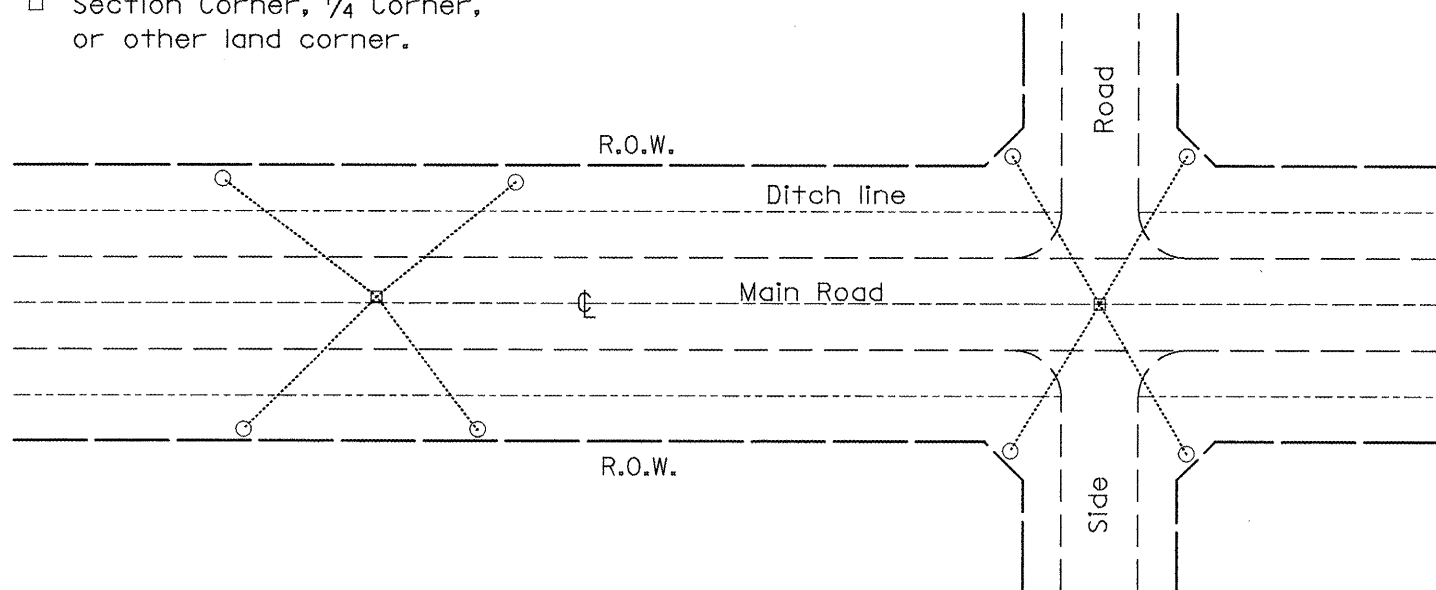 □ Section Corner, 1/4 Corner,
or other land corner.
R.O.W.
Road
Ditch line
Main Road
℄
R.O.W.
Side